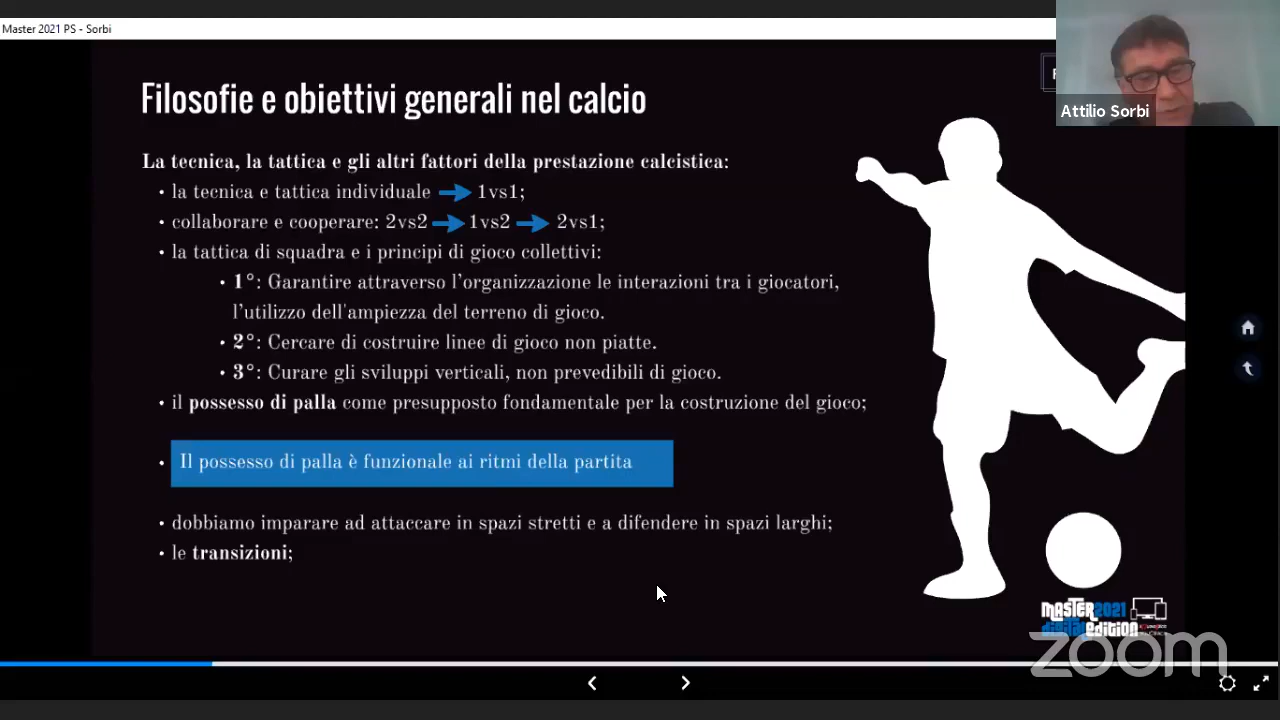 Master 2021 PS - Sorbi
Attilio Sorbi
Filosofie e obiettivi generali nel calcio
La tecnica, la tattica e gli altri fattori della prestazione calcistica:
• la tecnica e tattica individuale → 1vs1;
• collaborare e cooperare: 2vs2 → 1vs2 → 2vs1;
• la tattica di squadra e i principi di gioco collettivi:
• 1°: Garantire attraverso l'organizzazione le interazioni tra i giocatori,
l'utilizzo dell'ampiezza del terreno di gioco.
• 2°: Cercare di costruire linee di gioco non piatte.
• 3°: Curare gli sviluppi verticali, non prevedibili di gioco.
• il possesso di palla come presupposto fondamentale per la costruzione del gioco;
• Il possesso di palla è funzionale ai ritmi della partita
• dobbiamo imparare ad attaccare in spazi stretti e a difendere in spazi larghi;
• le transizioni;
MASTER2021
digital edition
zoom